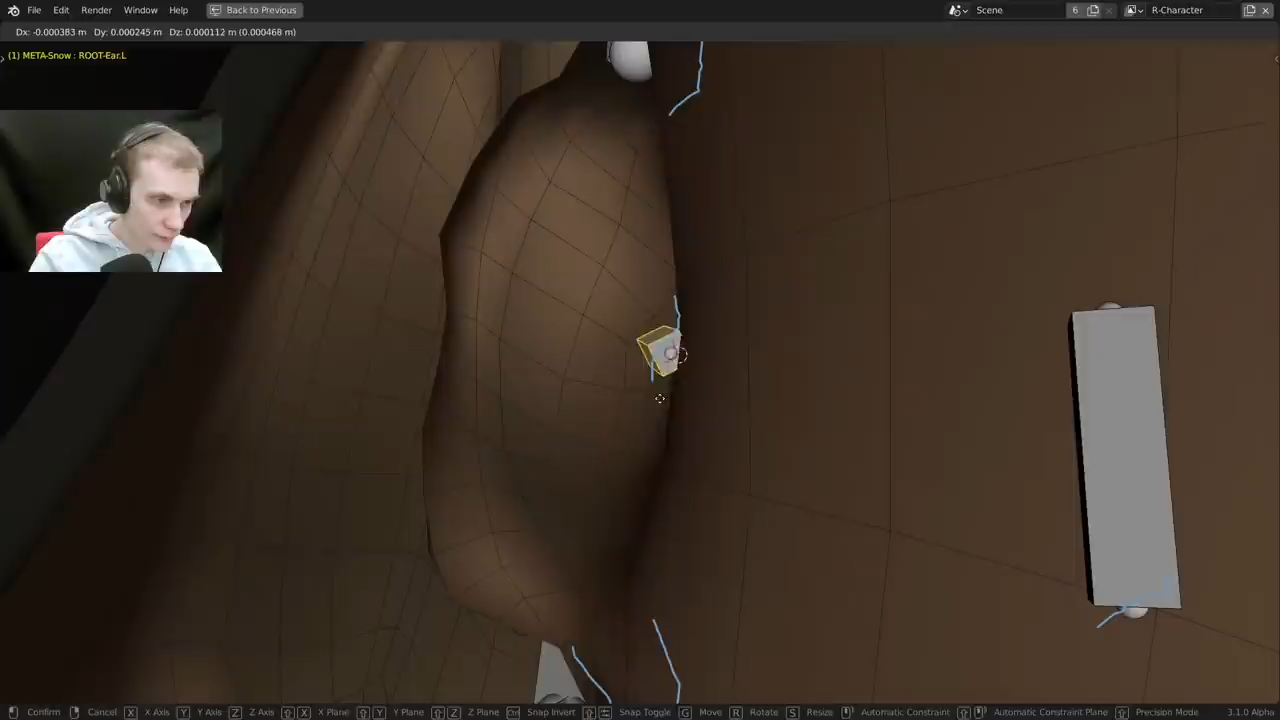 File Edit Render Window Help Back to Previous Scene 6 R-Character
Dx: -0.000383 m Dy: 0.000245 m Dz: 0.000112 m (0.000468 m)
(1) META-Snow : ROOT-Ear.L
Confirm Cancel X X Axis Y Y Axis Z Z Axis X X Plane Y Y Plane Z Z Plane Ctrl Snap Invert Snap Toggle G Move R Rotate S Resize Automatic Constraint Automatic Constraint Plane Precision Mode 3.1.0 Alpha